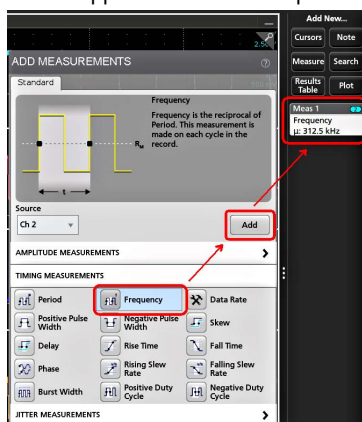 Add New...
2.50
Cursors Note
ADD MEASUREMENTS
Measure Search
Standard
Results Table Plot
Frequency
Frequency is the reciprocal of
Period. This measurement is
made on each cycle in the
record.
RM
t
Meas 1 2
Frequency
μ: 312.5 kHz
Source
Ch 2
Add
AMPLITUDE MEASUREMENTS
TIMING MEASUREMENTS
Period Frequency Data Rate
Positive Pulse Width Negative Pulse Width Skew
Delay Rise Time Fall Time
Phase Rising Slew Rate Falling Slew Rate
Burst Width Positive Duty Cycle Negative Duty Cycle
JITTER MEASUREMENTS